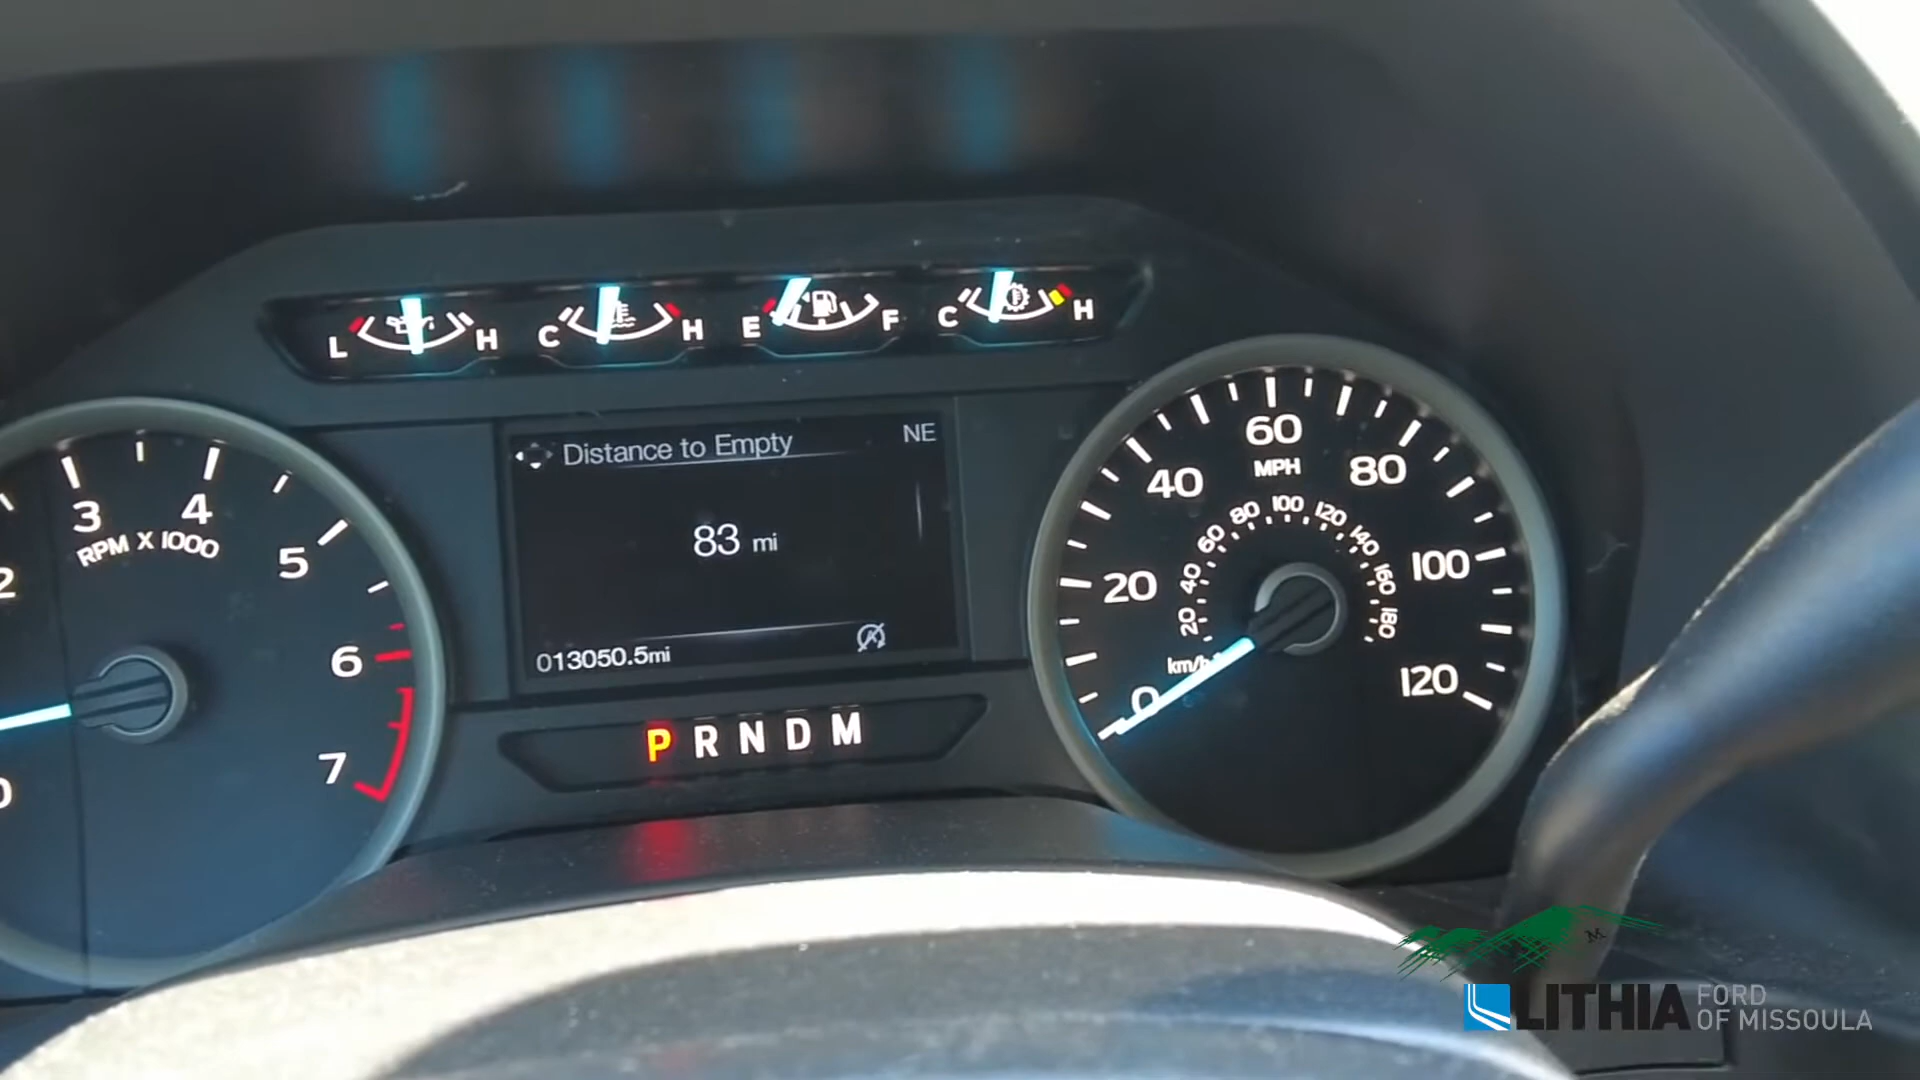 L H C H E F C H
Distance to Empty NE
83 mi
013050.5mi
P R N D M
2 3 4 5 6 7
RPM X 1000
0
0 20 40 60 80 100 120
MPH
20 40 60 80 100 120 140 160 180
km/h
M
LITHIA FORD
OF MISSOULA